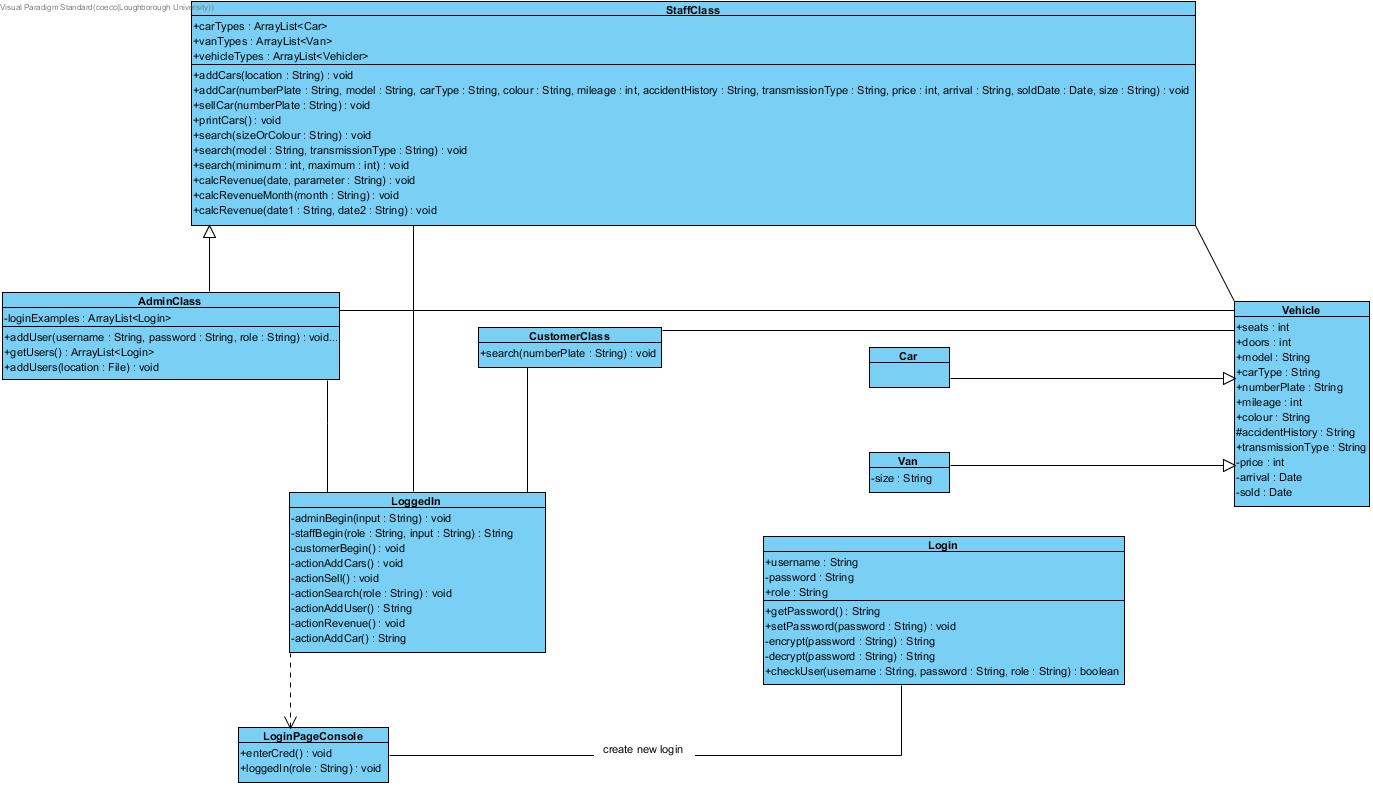 Visual Paradigm Standard(coecc(Loughborough University))
StaffClass
+carTypes : ArrayList<Car>
+vanTypes : ArrayList<Van>
+vehicleTypes : ArrayList<Vehicler>
+addCars(location : String) : void
+addCar(numberPlate : String, model : String, carType : String, colour : String, mileage : int, accidentHistory : String, transmissionType : String, price : int, arrival : String, soldDate : Date, size : String) : void
+sellCar(numberPlate : String) : void
+printCars() : void
+search(sizeOrColour : String) : void
+search(model : String, transmissionType : String) : void
+search(minimum : int, maximum : int) : void
+calcRevenue(date, parameter : String) : void
+calcRevenueMonth(month : String) : void
+calcRevenue(date1 : String, date2 : String) : void
AdminClass
-loginExamples : ArrayList<Login>
+addUser(username : String, password : String, role : String) : void...
+getUsers() : ArrayList<Login>
+addUsers(location : File) : void
CustomerClass
+search(numberPlate : String) : void
Car
Van
-size : String
Vehicle
+seats : int
+doors : int
+model : String
+carType : String
+numberPlate : String
+mileage : int
+colour : String
#accidentHistory : String
+transmissionType : String
-price : int
-arrival : Date
-sold : Date
LoggedIn
-adminBegin(input : String) : void
-staffBegin(role : String, input : String) : String
-customerBegin() : void
-actionAddCars() : void
-actionSell() : void
-actionSearch(role : String) : void
-actionAddUser() : String
-actionRevenue() : void
-actionAddCar() : String
Login
+username : String
-password : String
+role : String
+getPassword() : String
+setPassword(password : String) : void
-encrypt(password : String) : String
-decrypt(password : String) : String
+checkUser(username : String, password : String, role : String) : boolean
LoginPageConsole
+enterCred() : void
+loggedIn(role : String) : void
create new login